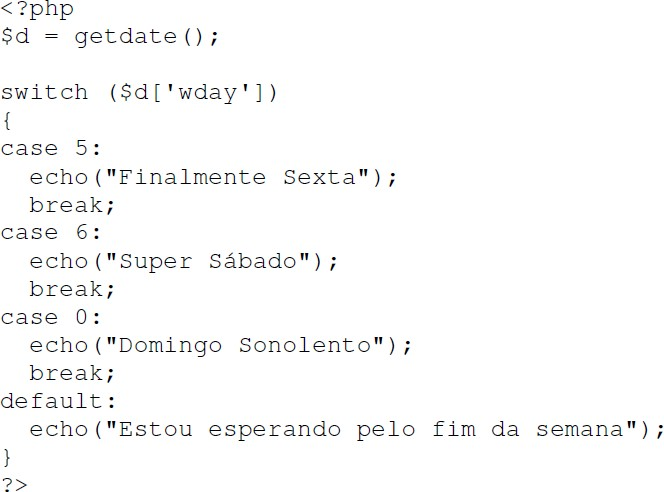 <?php
$d = getdate();

switch ($d['wday'])
{
case 5:
  echo("Finalmente Sexta");
  break;
case 6:
  echo("Super Sábado");
  break;
case 0:
  echo("Domingo Sonolento");
  break;
default:
  echo("Estou esperando pelo fim da semana");
}
?>